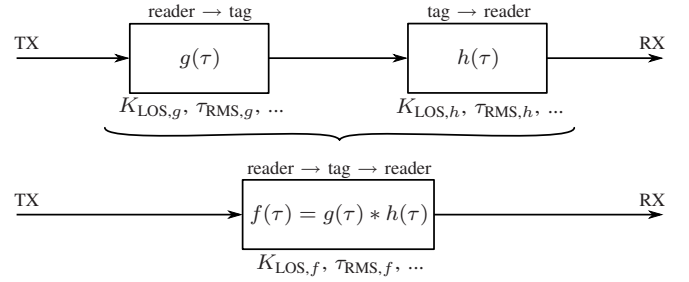 reader → tag tag → reader
TX g(τ) h(τ) RX
K_LOS,g, τ_RMS,g, ... K_LOS,h, τ_RMS,h, ...
reader → tag → reader
TX f(τ) = g(τ) ∗ h(τ) RX
K_LOS,f, τ_RMS,f, ...